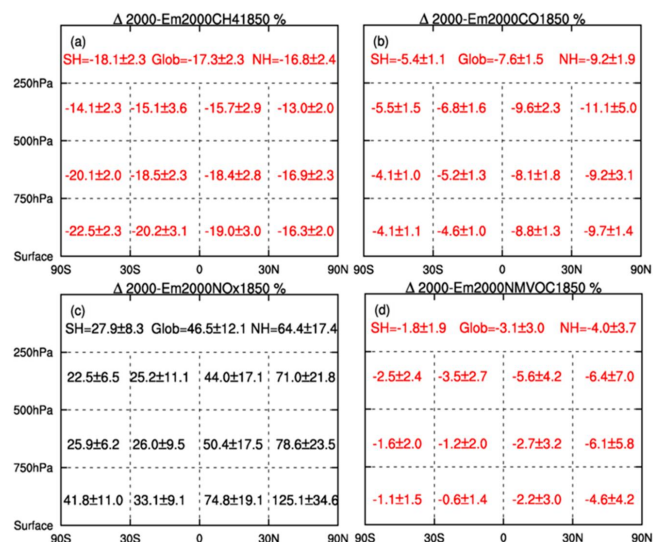 Δ 2000-Em2000CH41850 %
(a)
SH=-18.1±2.3 Glob=-17.3±2.3 NH=-16.8±2.4
250hPa
-14.1±2.3 -15.1±3.6 -15.7±2.9 -13.0±2.0
500hPa
-20.1±2.0 -18.5±2.3 -18.4±2.8 -16.9±2.3
750hPa
-22.5±2.3 -20.2±3.1 -19.0±3.0 -16.3±2.0
Surface
90S 30S 0 30N 90N
Δ 2000-Em2000CO1850 %
(b)
SH=-5.4±1.1 Glob=-7.6±1.5 NH=-9.2±1.9
250hPa
-5.5±1.5 -6.8±1.6 -9.6±2.3 -11.1±5.0
500hPa
-4.1±1.0 -5.2±1.3 -8.1±1.8 -9.2±3.1
750hPa
-4.1±1.1 -4.6±1.0 -8.8±1.3 -9.7±1.4
Surface
90S 30S 0 30N 90N
Δ 2000-Em2000NOx1850 %
(c)
SH=27.9±8.3 Glob=46.5±12.1 NH=64.4±17.4
250hPa
22.5±6.5 25.2±11.1 44.0±17.1 71.0±21.8
500hPa
25.9±6.2 26.0±9.5 50.4±17.5 78.6±23.5
750hPa
41.8±11.0 33.1±9.1 74.8±19.1 125.1±34.6
Surface
90S 30S 0 30N 90N
Δ 2000-Em2000NMVOC1850 %
(d)
SH=-1.8±1.9 Glob=-3.1±3.0 NH=-4.0±3.7
250hPa
-2.5±2.4 -3.5±2.7 -5.6±4.2 -6.4±7.0
500hPa
-1.6±2.0 -1.2±2.0 -2.7±3.2 -6.1±5.8
750hPa
-1.1±1.5 -0.6±1.4 -2.2±3.0 -4.6±4.2
Surface
90S 30S 0 30N 90N